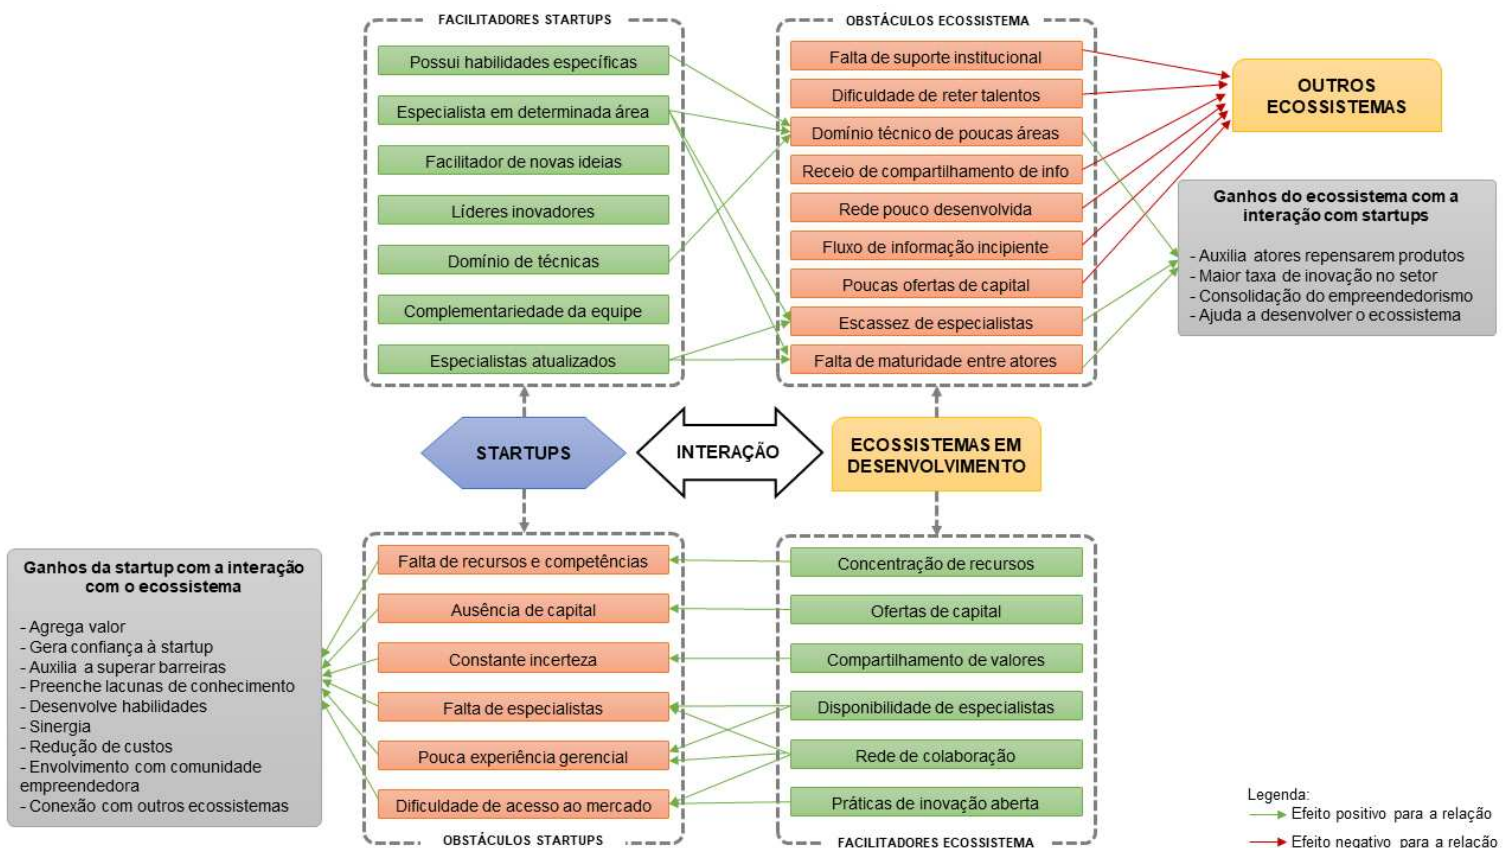 FACILITADORES STARTUPS
Possui habilidades específicas
Especialista em determinada área
Facilitador de novas ideias
Líderes inovadores
Domínio de técnicas
Complementariedade da equipe
Especialistas atualizados
OBSTÁCULOS ECOSSISTEMA
Falta de suporte institucional
Dificuldade de reter talentos
Domínio técnico de poucas áreas
Receio de compartilhamento de info
Rede pouco desenvolvida
Fluxo de informação incipiente
Poucas ofertas de capital
Escassez de especialistas
Falta de maturidade entre atores
OUTROS
ECOSSISTEMAS
Ganhos do ecossistema com a
interação com startups
- Auxilia atores repensarem produtos
- Maior taxa de inovação no setor
- Consolidação do empreendedorismo
- Ajuda a desenvolver o ecossistema
STARTUPS
INTERAÇÃO
ECOSSISTEMAS EM
DESENVOLVIMENTO
Ganhos da startup com a interação
com o ecossistema
- Agrega valor
- Gera confiança à startup
- Auxilia a superar barreiras
- Preenche lacunas de conhecimento
- Desenvolve habilidades
- Sinergia
- Redução de custos
- Envolvimento com comunidade
empreendedora
- Conexão com outros ecossistemas
Falta de recursos e competências
Ausência de capital
Constante incerteza
Falta de especialistas
Pouca experiência gerencial
Dificuldade de acesso ao mercado
OBSTÁCULOS STARTUPS
Concentração de recursos
Ofertas de capital
Compartilhamento de valores
Disponibilidade de especialistas
Rede de colaboração
Práticas de inovação aberta
FACILITADORES ECOSSISTEMA
Legenda:
Efeito positivo para a relação
Efeito negativo para a relação